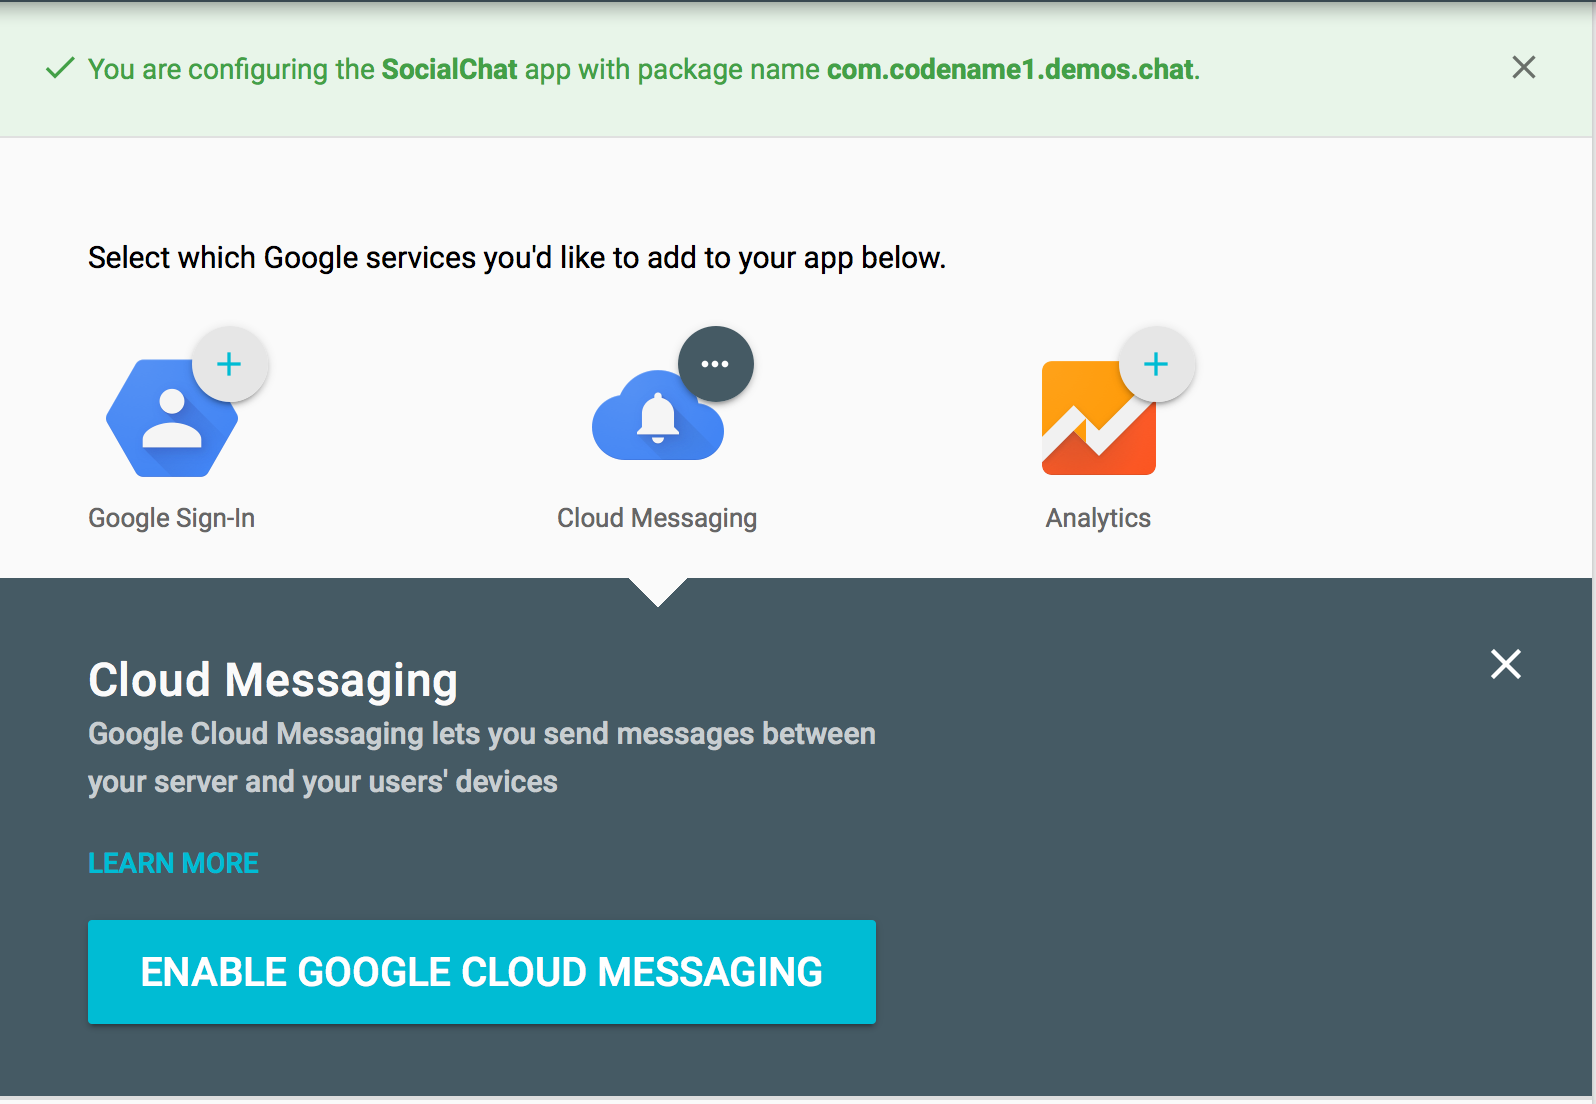 You are configuring the SocialChat app with package name com.codename1.demos.chat.
Select which Google services you'd like to add to your app below.
Google Sign-In
Cloud Messaging
Analytics
Cloud Messaging
Google Cloud Messaging lets you send messages between
your server and your users' devices
LEARN MORE
ENABLE GOOGLE CLOUD MESSAGING